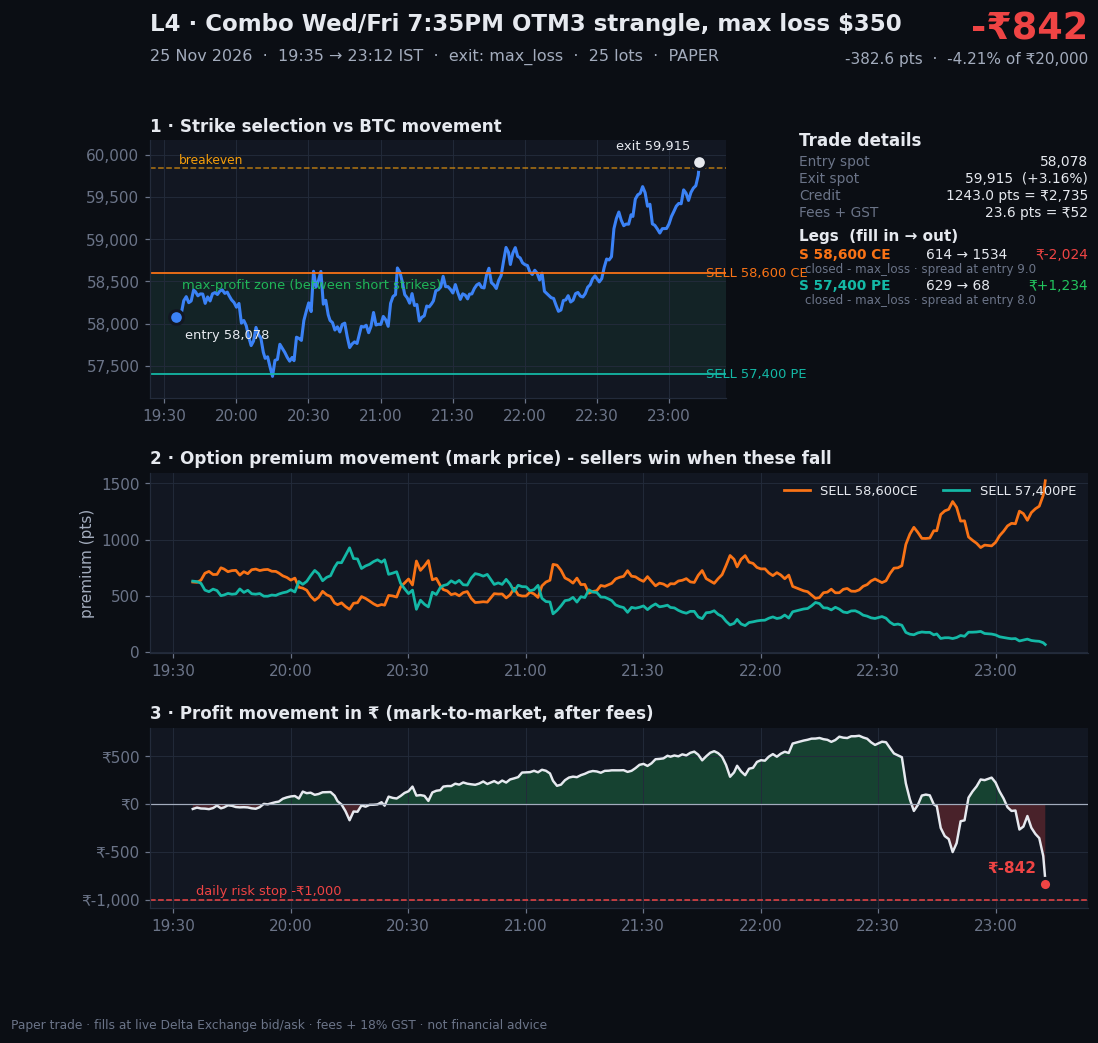 L4 · Combo Wed/Fri 7:35PM OTM3 strangle, max loss $350
-₹842
25 Nov 2026 · 19:35 → 23:12 IST · exit: max_loss · 25 lots · PAPER
-382.6 pts · -4.21% of ₹20,000
1 · Strike selection vs BTC movement
60,000
59,500
59,000
58,500
58,000
57,500
breakeven
exit 59,915
SELL 58,600 CE
max-profit zone (between short strikes)
entry 58,078
SELL 57,400 PE
19:30 20:00 20:30 21:00 21:30 22:00 22:30 23:00
Trade details
Entry spot 58,078
Exit spot 59,915 (+3.16%)
Credit 1243.0 pts = ₹2,735
Fees + GST 23.6 pts = ₹52
Legs (fill in → out)
S 58,600 CE 614 → 1534 ₹-2,024
closed - max_loss · spread at entry 9.0
S 57,400 PE 629 → 68 ₹+1,234
closed - max_loss · spread at entry 8.0
2 · Option premium movement (mark price) - sellers win when these fall
premium (pts)
1500
1000
500
0
SELL 58,600CE SELL 57,400PE
19:30 20:00 20:30 21:00 21:30 22:00 22:30 23:00
3 · Profit movement in ₹ (mark-to-market, after fees)
₹500
₹0
₹-500
₹-1,000
₹-842
daily risk stop -₹1,000
19:30 20:00 20:30 21:00 21:30 22:00 22:30 23:00
Paper trade · fills at live Delta Exchange bid/ask · fees + 18% GST · not financial advice